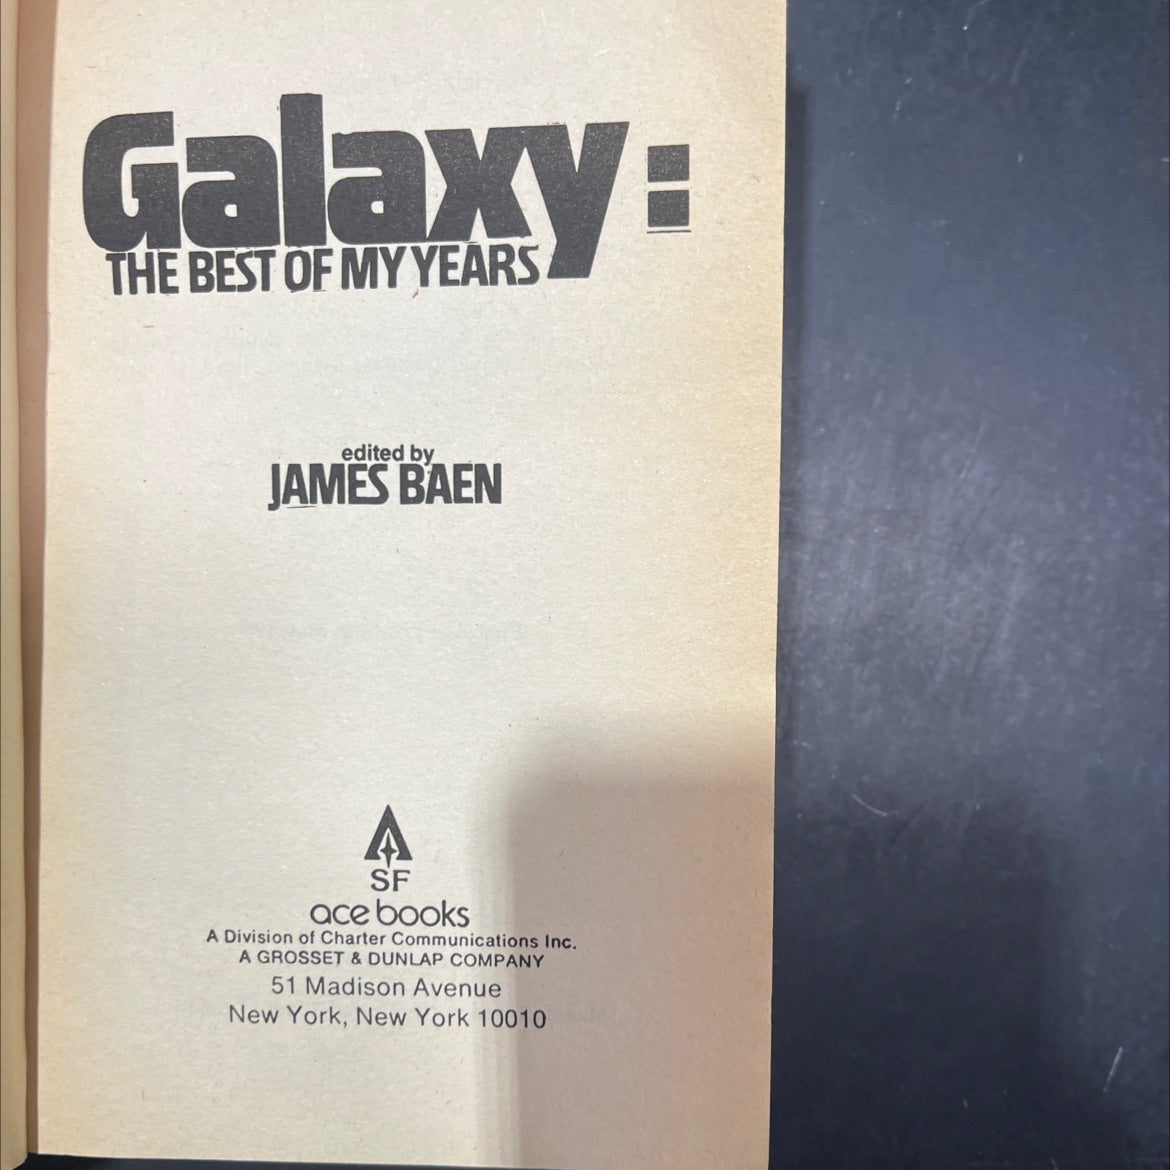 Galaxy:
THE BEST OF MY YEARS
edited by
JAMES BAEN
SF
ace books
A Division of Charter Communications Inc.
A GROSSET & DUNLAP COMPANY
51 Madison Avenue
New York, New York 10010